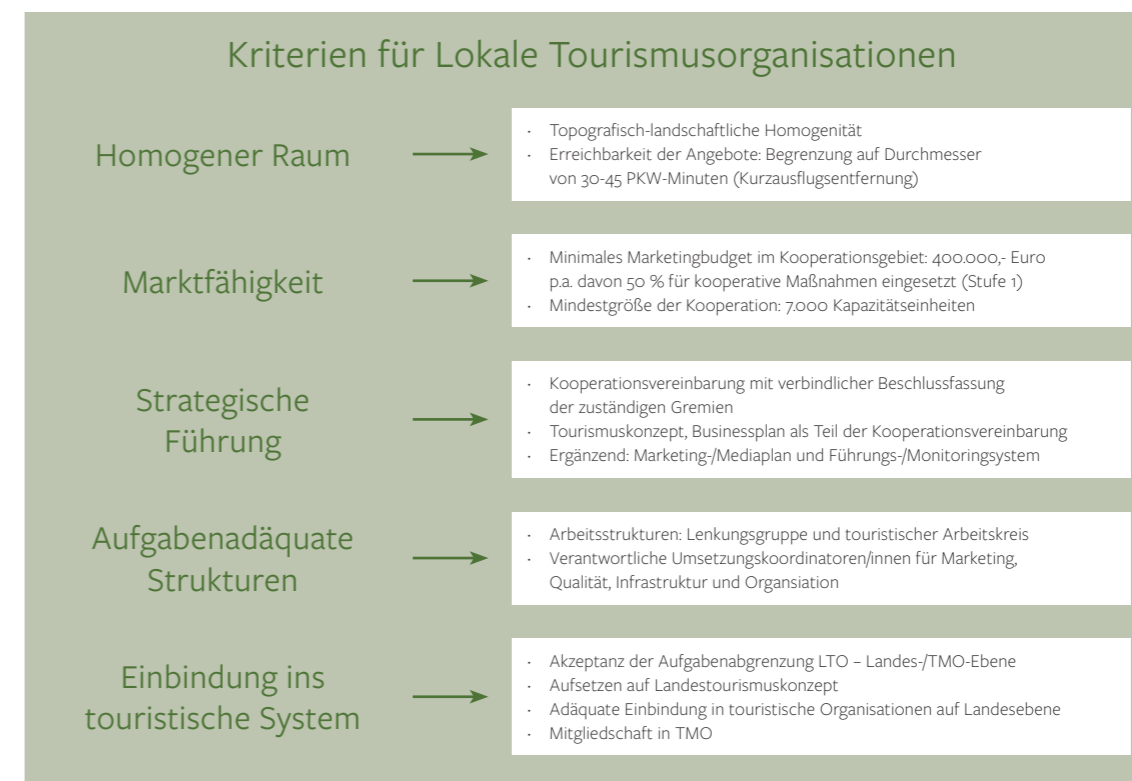 Kriterien für Lokale Tourismusorganisationen
Homogener Raum
· Topografisch-landschaftliche Homogenität
· Erreichbarkeit der Angebote: Begrenzung auf Durchmesser
von 30-45 PKW-Minuten (Kurzausflugsentfernung)
Marktfähigkeit
· Minimales Marketingbudget im Kooperationsgebiet: 400.000,- Euro
p.a. davon 50 % für kooperative Maßnahmen eingesetzt (Stufe 1)
· Mindestgröße der Kooperation: 7.000 Kapazitätseinheiten
Strategische
Führung
· Kooperationsvereinbarung mit verbindlicher Beschlussfassung
der zuständigen Gremien
· Tourismuskonzept, Businessplan als Teil der Kooperationsvereinbarung
· Ergänzend: Marketing-/Mediaplan und Führungs-/Monitoringsystem
Aufgabenadäquate
Strukturen
· Arbeitsstrukturen: Lenkungsgruppe und touristischer Arbeitskreis
· Verantwortliche Umsetzungskoordinatoren/innen für Marketing,
Qualität, Infrastruktur und Organsiation
Einbindung ins
touristische System
· Akzeptanz der Aufgabenabgrenzung LTO – Landes-/TMO-Ebene
· Aufsetzen auf Landestourismuskonzept
· Adäquate Einbindung in touristische Organisationen auf Landesebene
· Mitgliedschaft in TMO